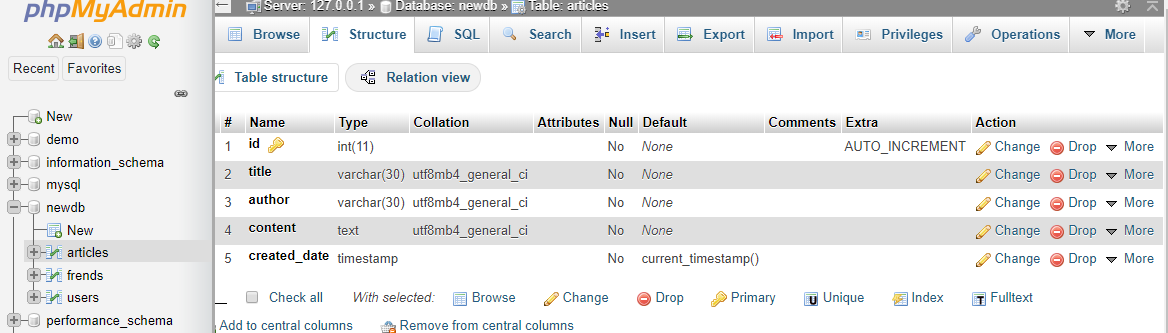 phpMyAdmin
Recent Favorites
New
demo
information_schema
mysql
newdb
New
articles
frends
users
performance_schema
Server: 127.0.0.1 » Database: newdb » Table: articles
Browse Structure SQL Search Insert Export Import Privileges Operations More
Table structure Relation view
# Name Type Collation Attributes Null Default Comments Extra Action
1 id int(11) No None AUTO_INCREMENT Change Drop More
2 title varchar(30) utf8mb4_general_ci No None Change Drop More
3 author varchar(30) utf8mb4_general_ci No None Change Drop More
4 content text utf8mb4_general_ci No None Change Drop More
5 created_date timestamp No current_timestamp() Change Drop More
Check all With selected: Browse Change Drop Primary Unique Index Fulltext
Add to central columns Remove from central columns